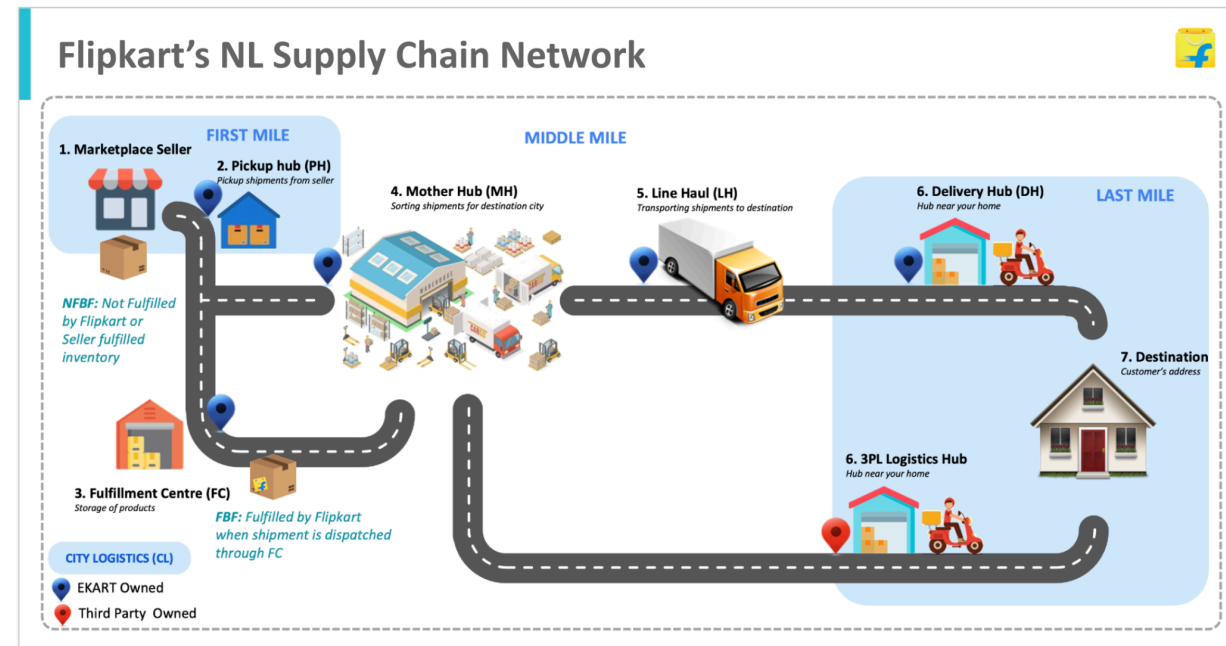 Flipkart's NL Supply Chain Network
FIRST MILE
1. Marketplace Seller
2. Pickup hub (PH)
Pickup shipments from seller
NFBF: Not Fulfilled
by Flipkart or
Seller fulfilled
inventory
3. Fulfillment Centre (FC)
Storage of products
FBF: Fulfilled by Flipkart
when shipment is dispatched
through FC
MIDDLE MILE
4. Mother Hub (MH)
Sorting shipments for destination city
WAREHOUSE
5. Line Haul (LH)
Transporting shipments to destination
LAST MILE
6. Delivery Hub (DH)
Hub near your home
7. Destination
Customer's address
6. 3PL Logistics Hub
Hub near your home
CITY LOGISTICS (CL)
EKART Owned
Third Party Owned